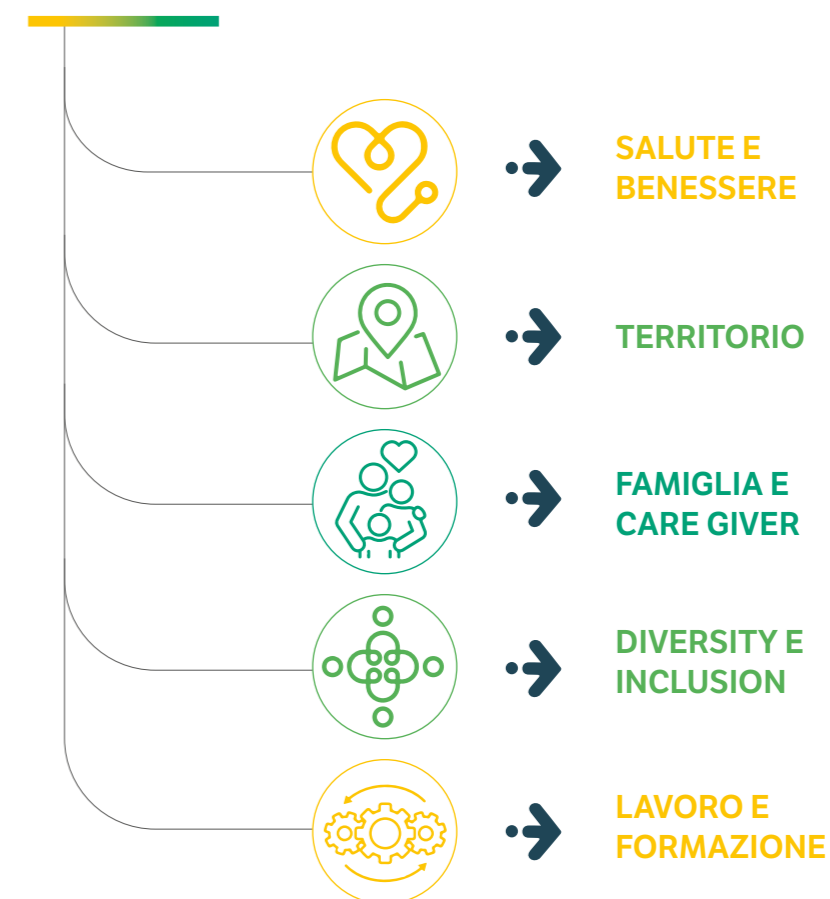 SALUTE E
BENESSERE
TERRITORIO
FAMIGLIA E
CARE GIVER
DIVERSITY E
INCLUSION
LAVORO E
FORMAZIONE